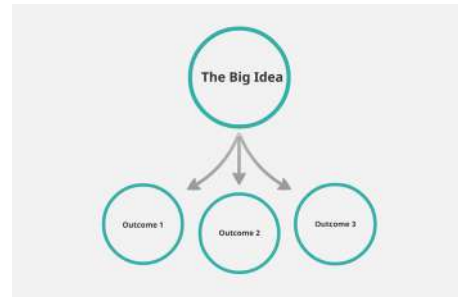 The Big Idea
Outcome 1
Outcome 2
Outcome 3